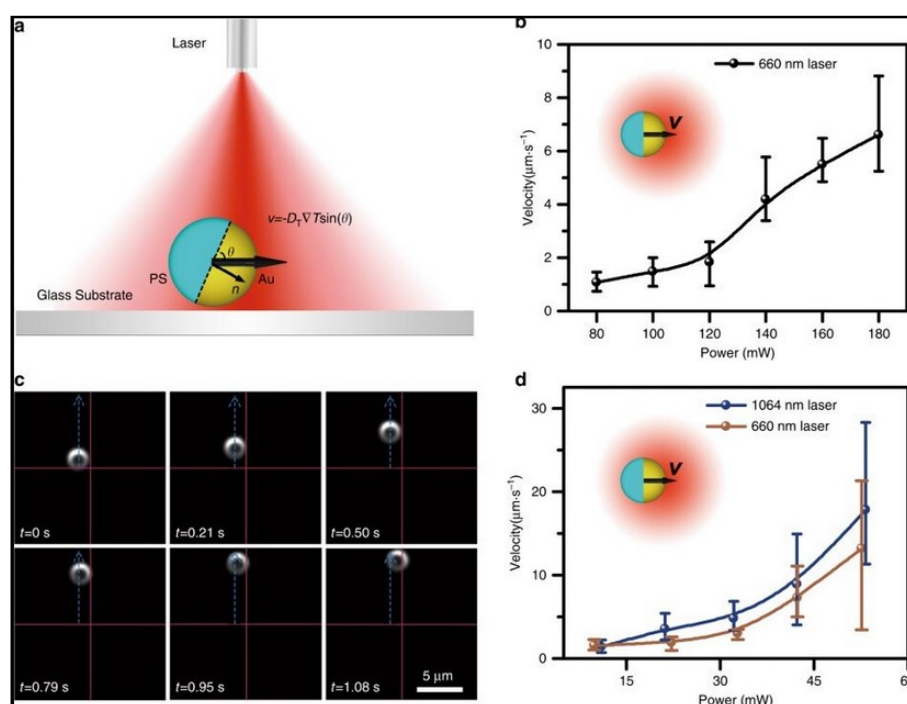 a
Laser
v=-D_T∇Tsin(θ)
θ
PS
Au
n
Glass Substrate
b
10
8
6
4
2
0
Velocity(μm·s⁻¹)
660 nm laser
v
80 100 120 140 160 180
Power (mW)
c
t=0 s
t=0.21 s
t=0.50 s
t=0.79 s
t=0.95 s
t=1.08 s
5 μm
d
30
20
10
0
Velocity(μm·s⁻¹)
1064 nm laser
660 nm laser
v
15 30 45
Power (mW)